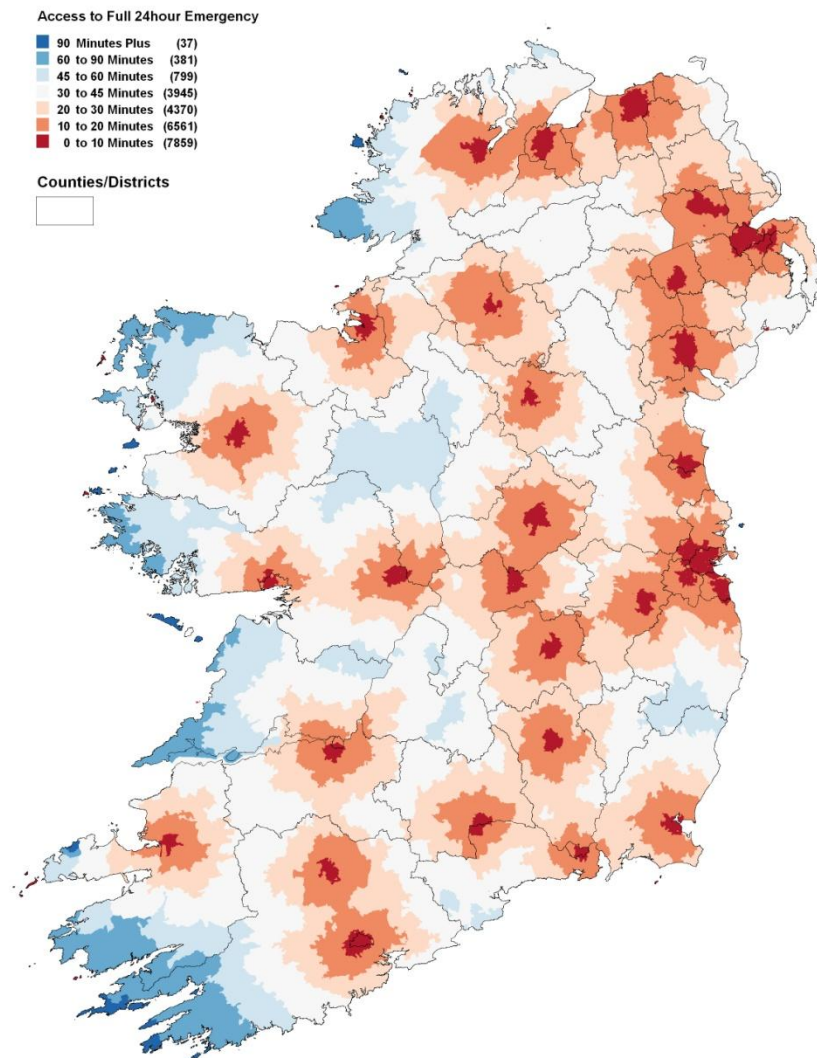 Access to Full 24hour Emergency
90 Minutes Plus (37)
60 to 90 Minutes (381)
45 to 60 Minutes (799)
30 to 45 Minutes (3945)
20 to 30 Minutes (4370)
10 to 20 Minutes (6561)
0 to 10 Minutes (7859)
Counties/Districts